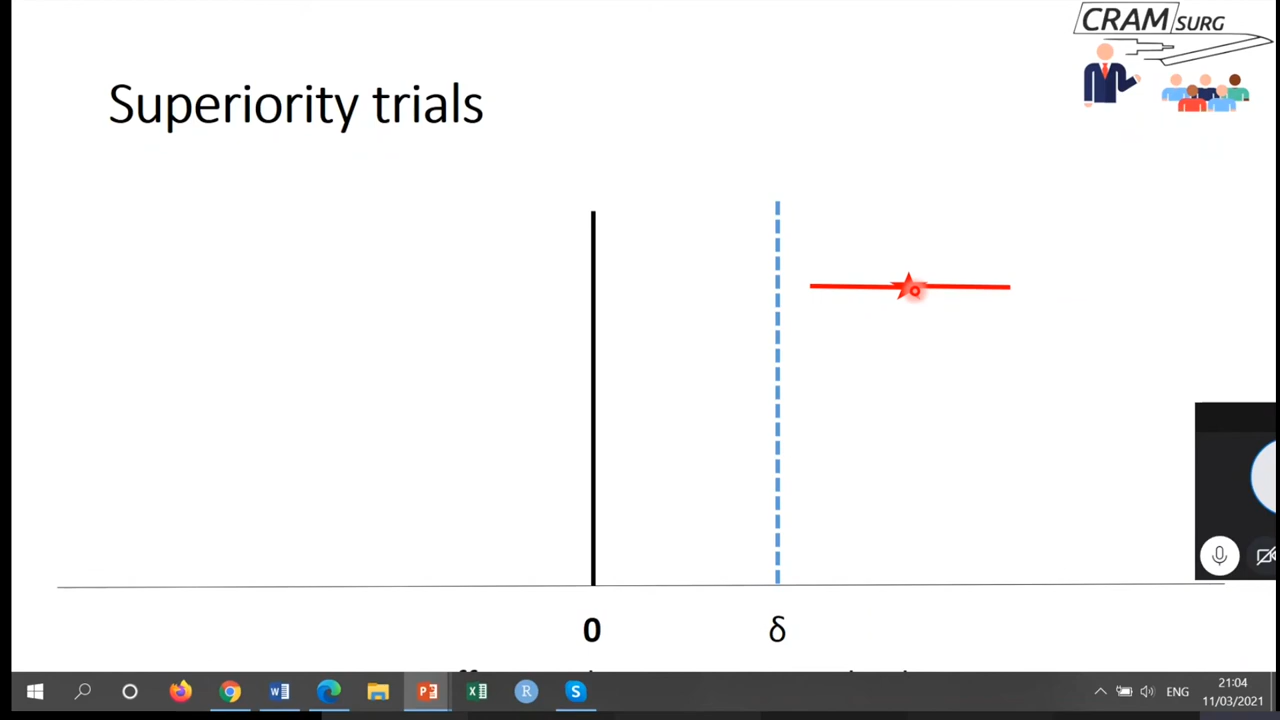 CRAM SURG
Superiority trials
0
δ
ENG
21:04
11/03/2021